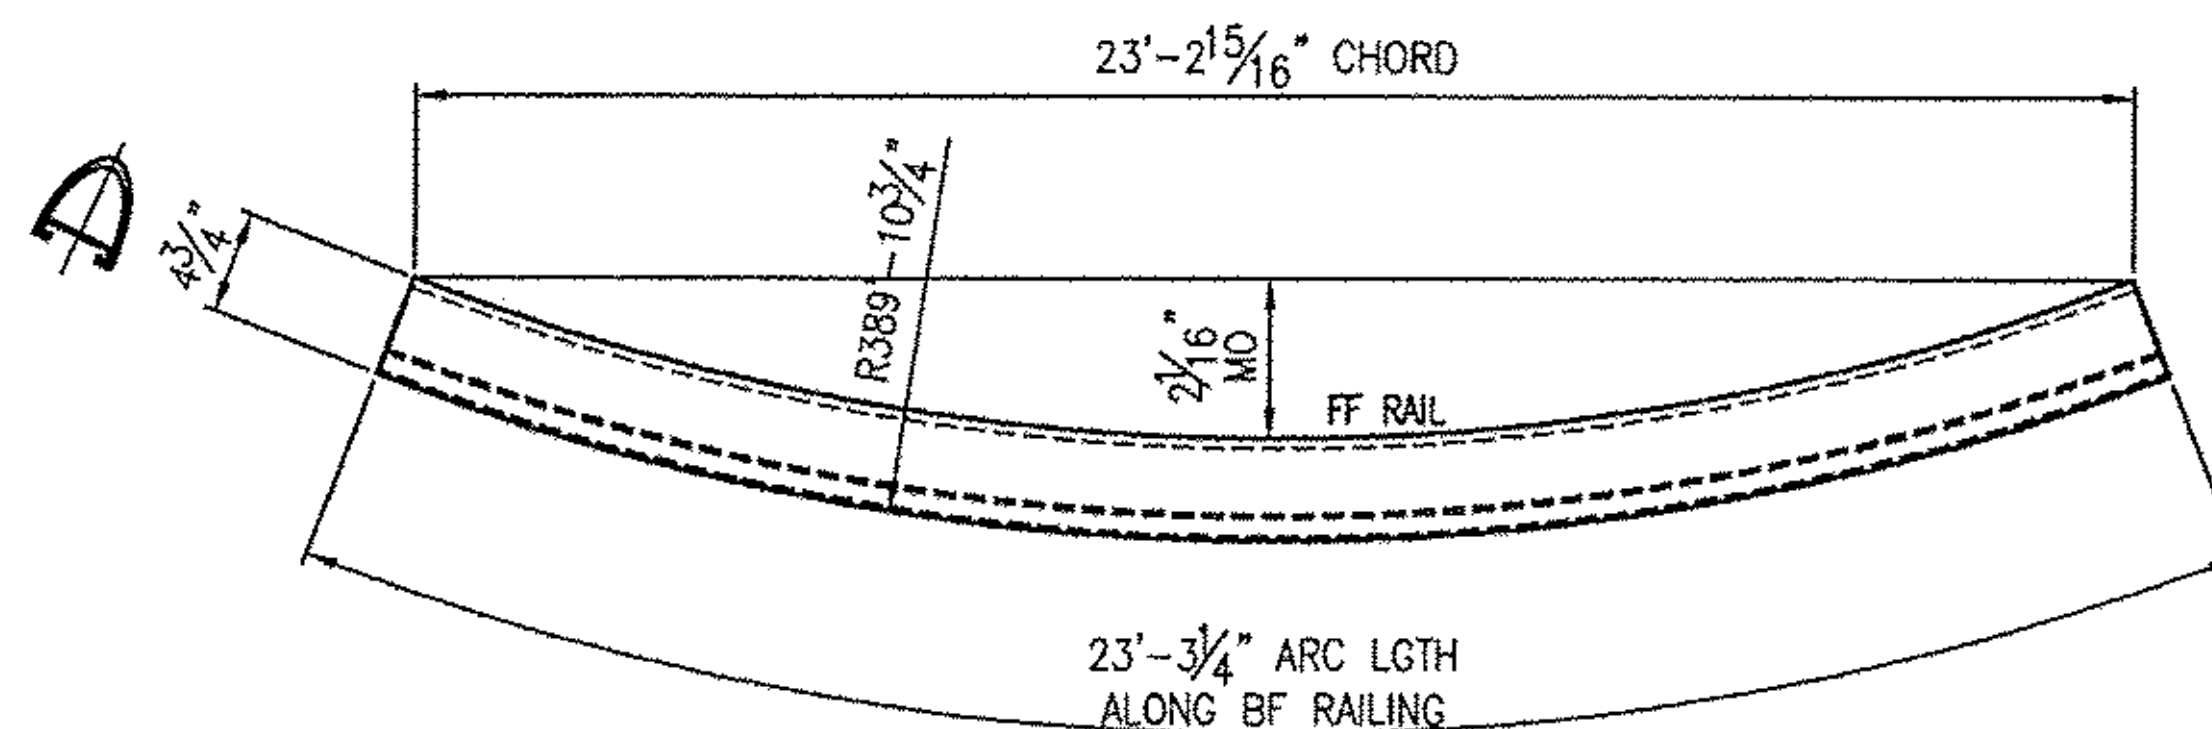 23'-2 15/16" CHORD
4 3/4"
R389'-10 3/4"
2 1/16"
MO
FF RAIL
23'-3 1/4" ARC LGTH
ALONG BF RAILING